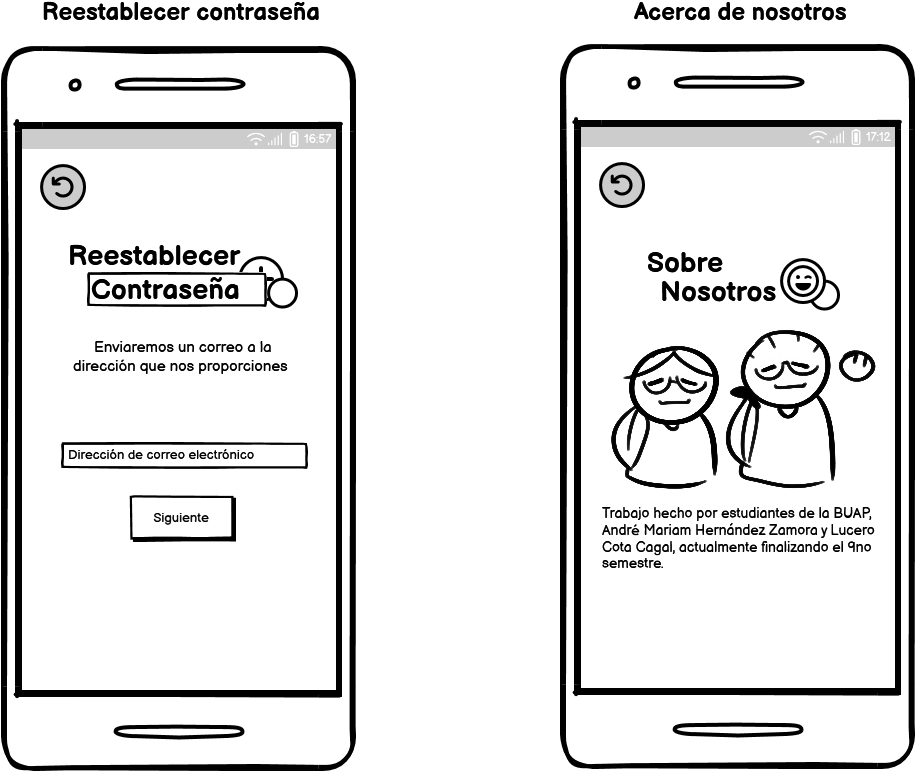 Reestablecer contraseña
16:57
Reestablecer
Contraseña
Enviaremos un correo a la
dirección que nos proporciones
Dirección de correo electrónico
Siguiente
Acerca de nosotros
17:12
Sobre
Nosotros
Trabajo hecho por estudiantes de la BUAP,
André Mariam Hernández Zamora y Lucero
Cota Cagal, actualmente finalizando el 9no
semestre.